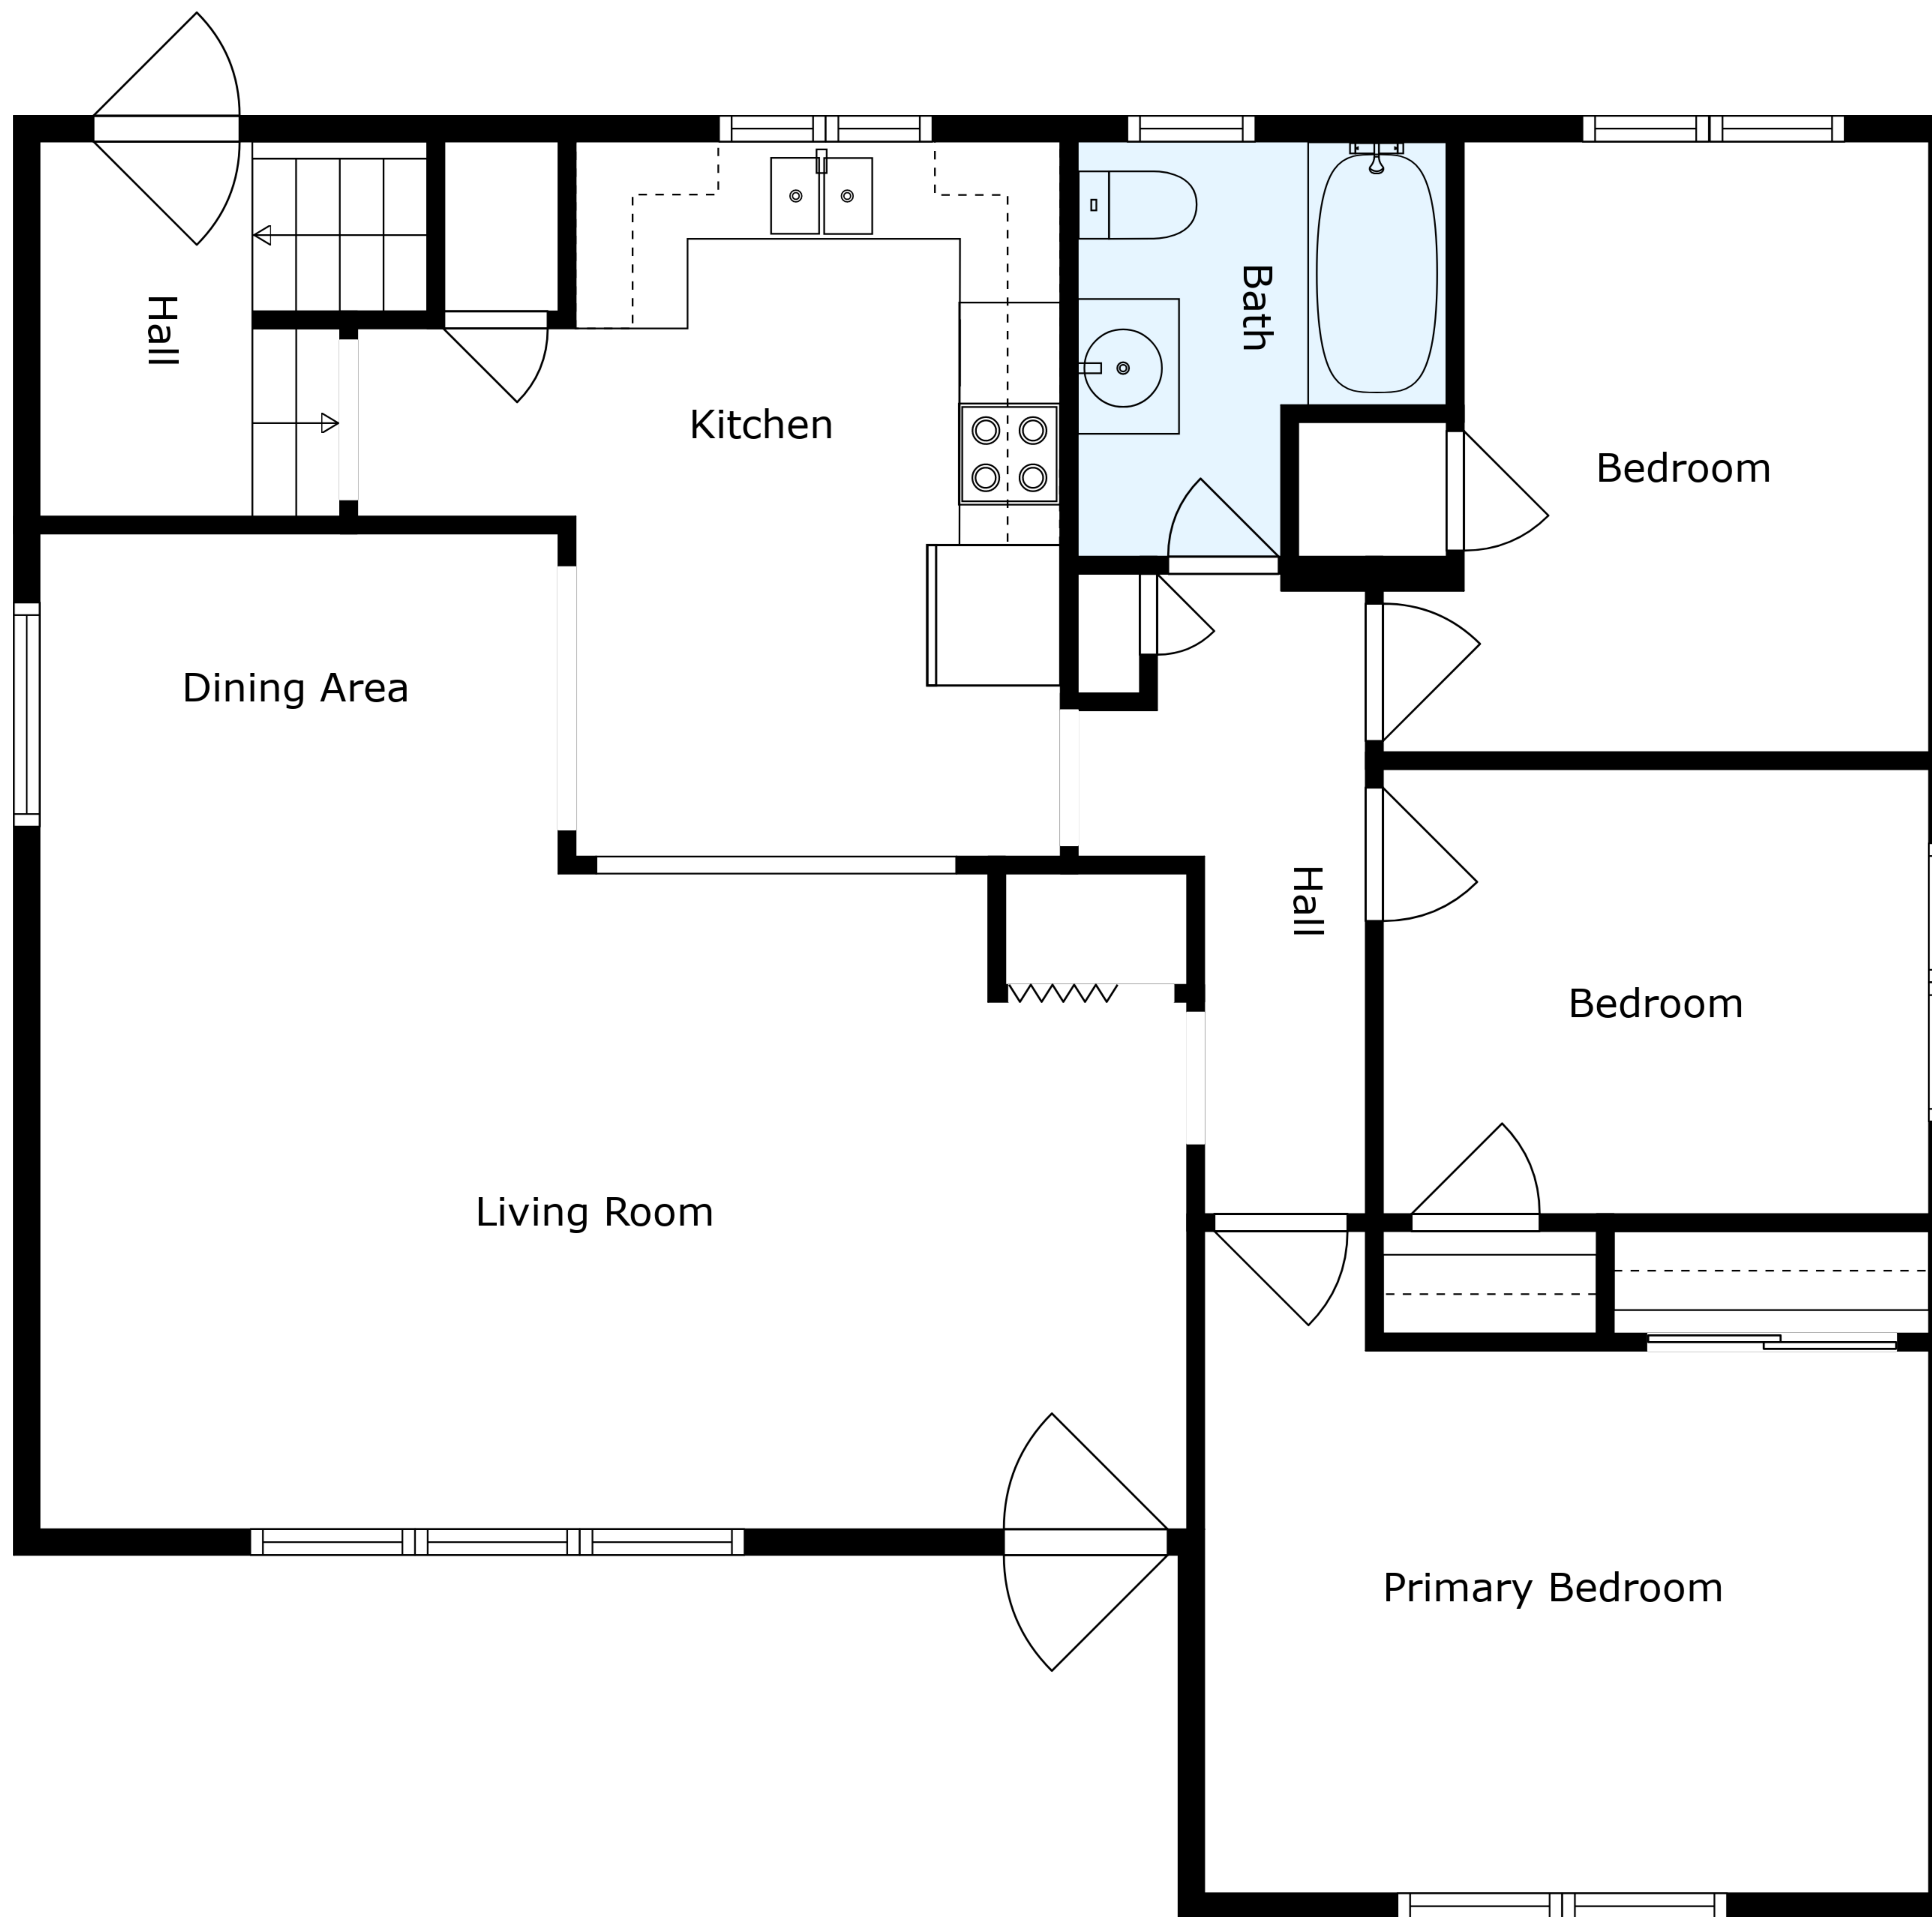 Hall
Bath
Kitchen
Bedroom
Dining Area
Hall
Bedroom
Living Room
Primary Bedroom